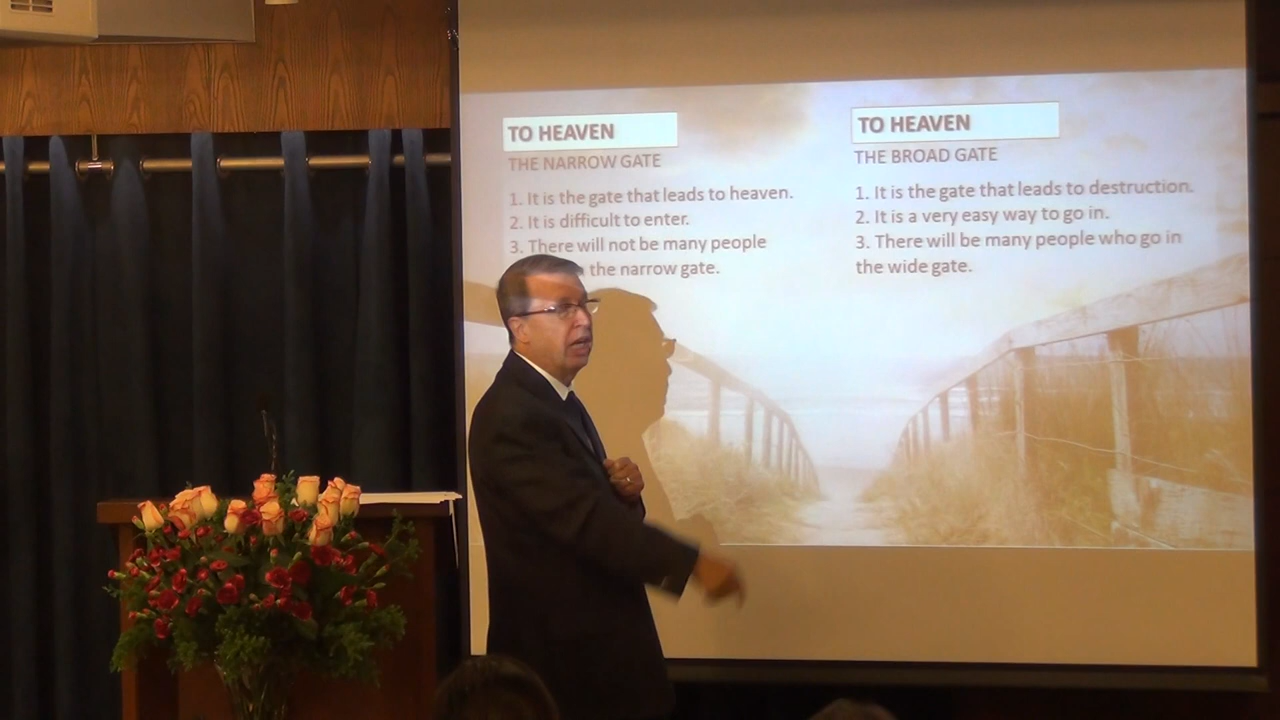 TO HEAVEN
THE NARROW GATE
1. It is the gate that leads to heaven.
2. It is difficult to enter.
3. There will not be many people
the narrow gate.
TO HEAVEN
THE BROAD GATE
1. It is the gate that leads to destruction.
2. It is a very easy way to go in.
3. There will be many people who go in
the wide gate.